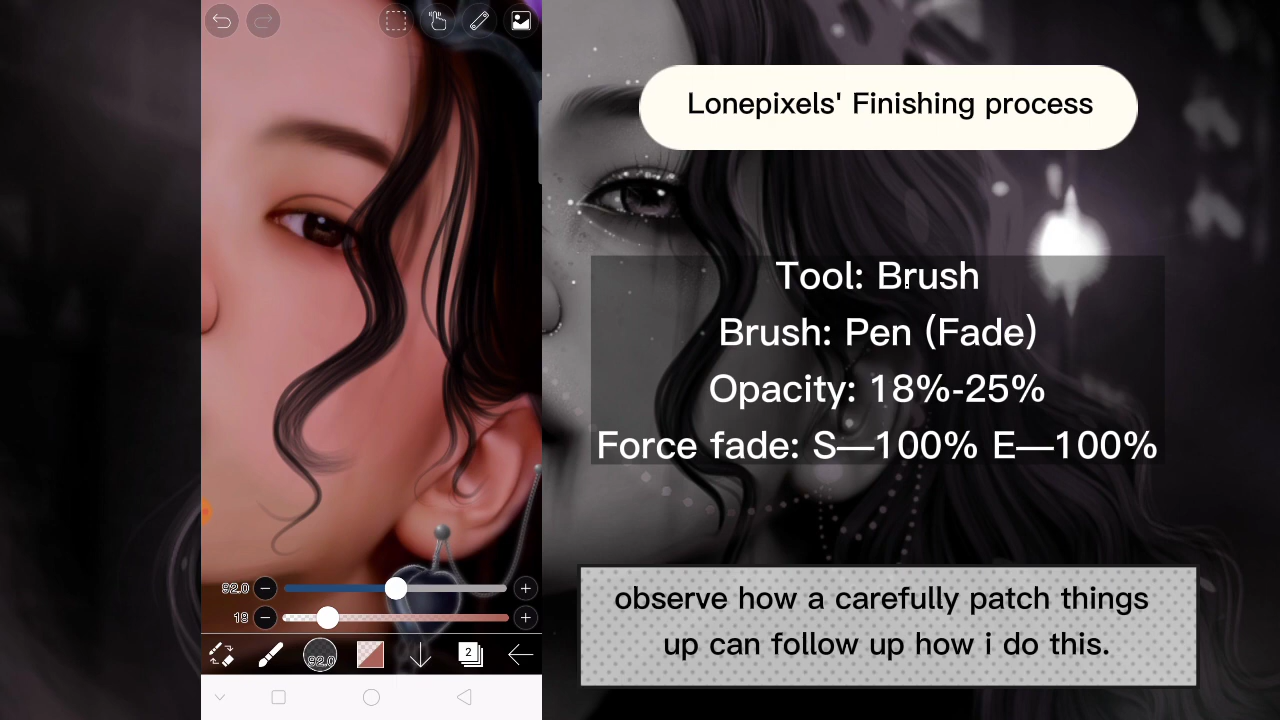 Lonepixels' Finishing process
Tool: Brush
Brush: Pen (Fade)
Opacity: 18%-25%
Force fade: S—100% E—100%
observe how a carefully patch things
up can follow up how i do this.
92.0
18
92.0
2